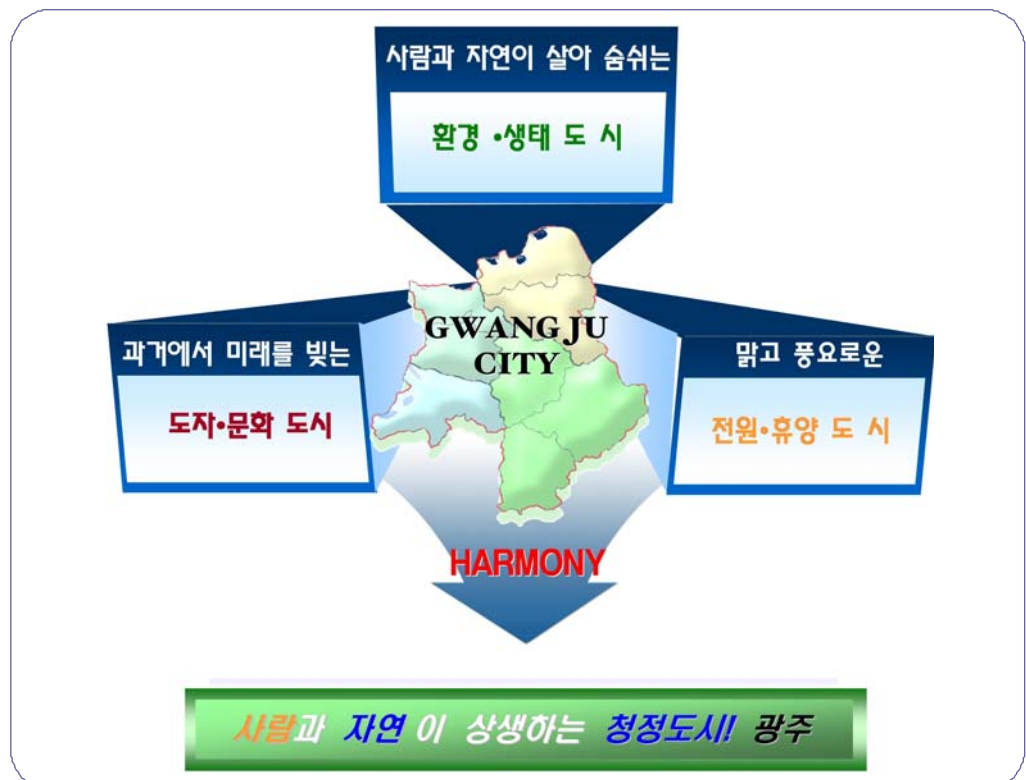 사람과 자연이 살아 숨쉬는
환경 •생태 도 시
GWANG JU
CITY
과거에서 미래를 빚는
도자•문화 도시
맑고 풍요로운
전원•휴양 도 시
HARMONY
사람과 자연 이 상생하는 청정도시! 광주